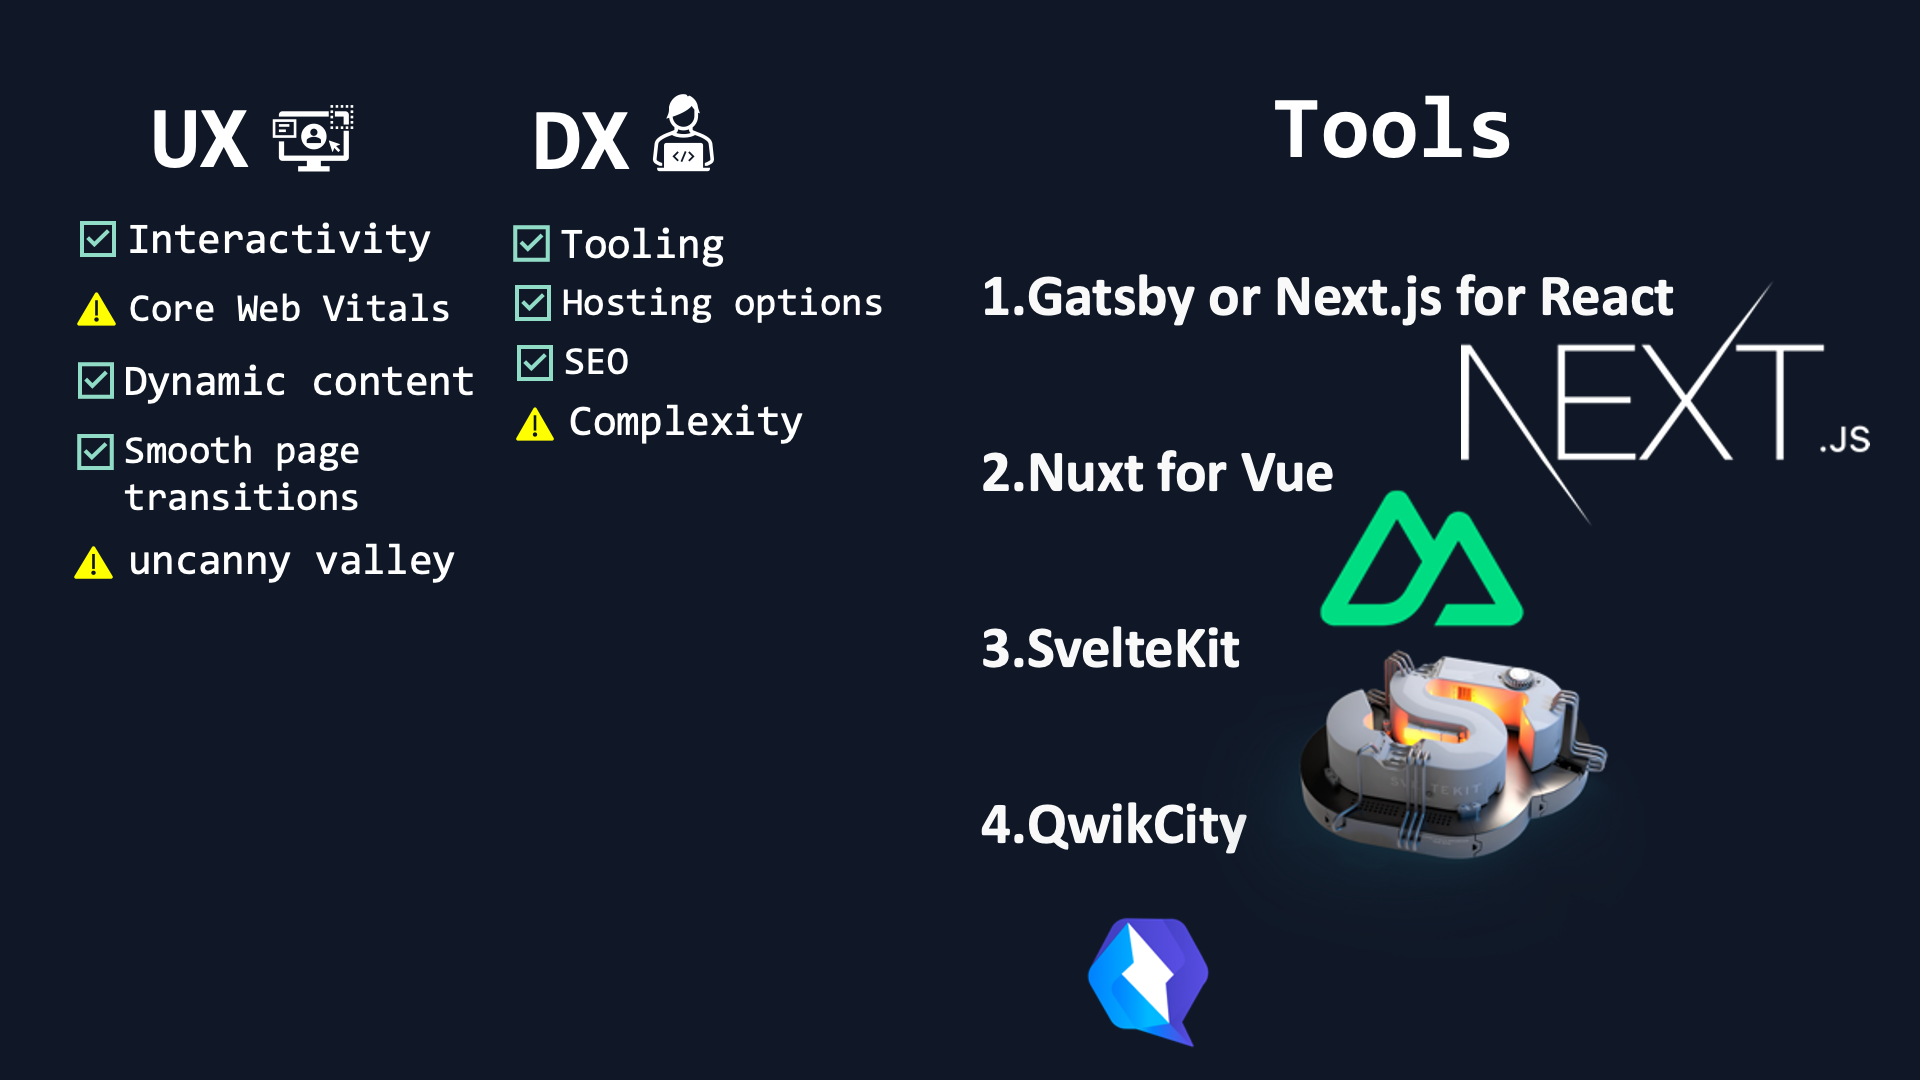 UX
Interactivity
Core Web Vitals
Dynamic content
Smooth page
transitions
uncanny valley
DX
</>
Tooling
Hosting options
SEO
Complexity
Tools
1.Gatsby or Next.js for React
NEXT.JS
2.Nuxt for Vue
3.SvelteKit
SVELTEKIT
4.QwikCity